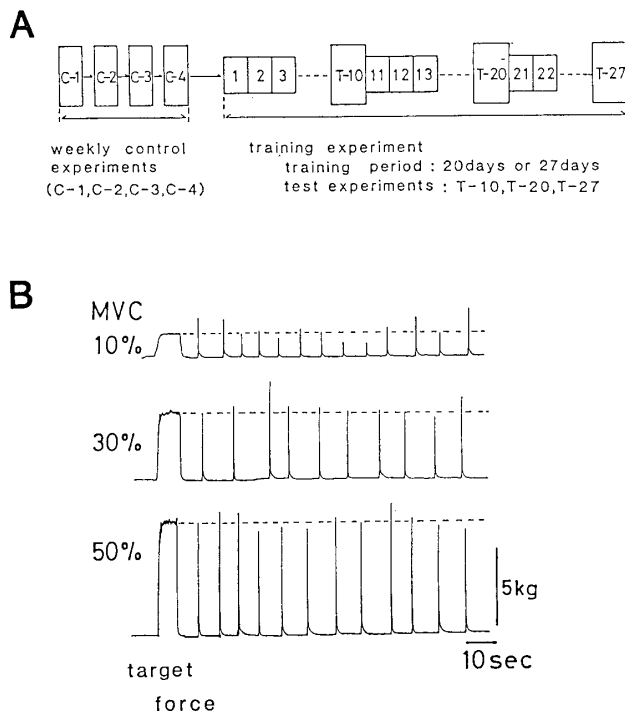 A
C-1 C-2 C-3 C-4 1 2 3 T-10 11 12 13 T-20 21 22 T-27
weekly control
experiments
(C-1,C-2,C-3,C-4)
training experiment
training period : 20days or 27days
test experiments : T-10,T-20,T-27
B
MVC
10%
30%
50%
5kg
10sec
target
force